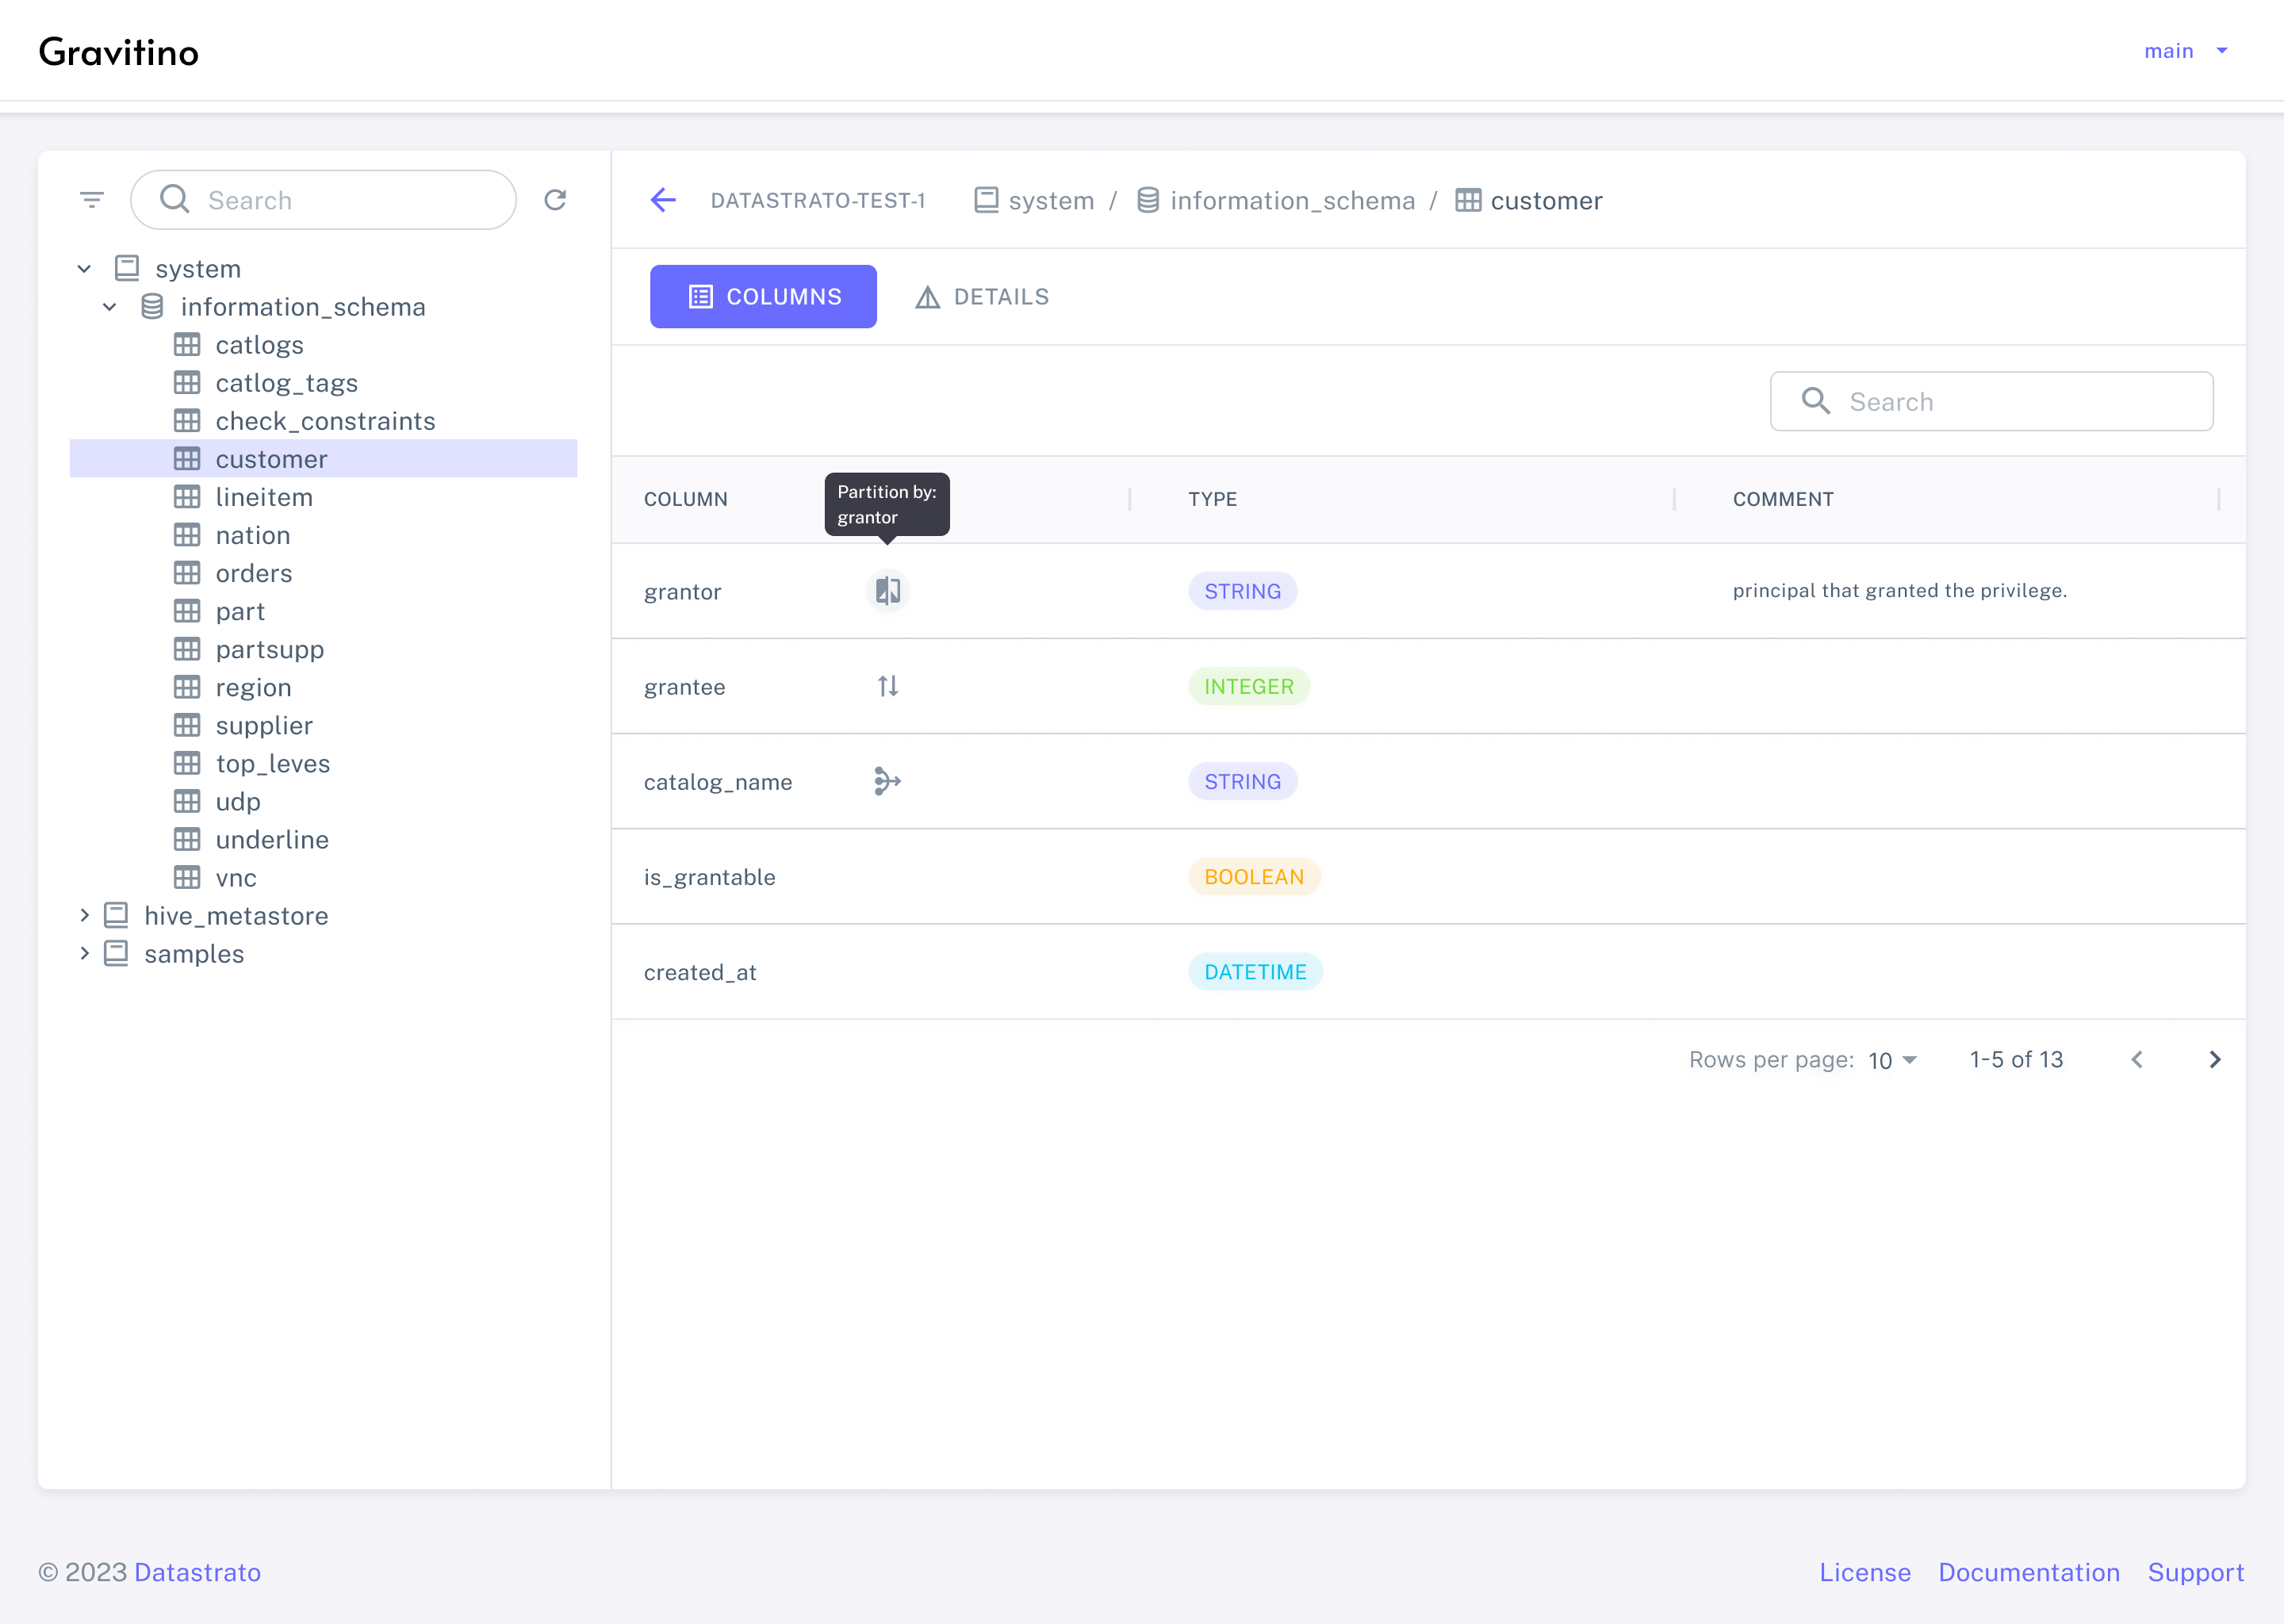 Gravitino
main
Search
system
information_schema
catlogs
catlog_tags
check_constraints
customer
lineitem
nation
orders
part
partsupp
region
supplier
top_leves
udp
underline
vnc
hive_metastore
samples
DATASTRATO-TEST-1 system / information_schema / customer
COLUMNS DETAILS
Search
COLUMN TYPE COMMENT
Partition by:
grantor
grantor STRING principal that granted the privilege.
grantee INTEGER
catalog_name STRING
is_grantable BOOLEAN
created_at DATETIME
Rows per page: 10 1-5 of 13
© 2023 Datastrato
License Documentation Support